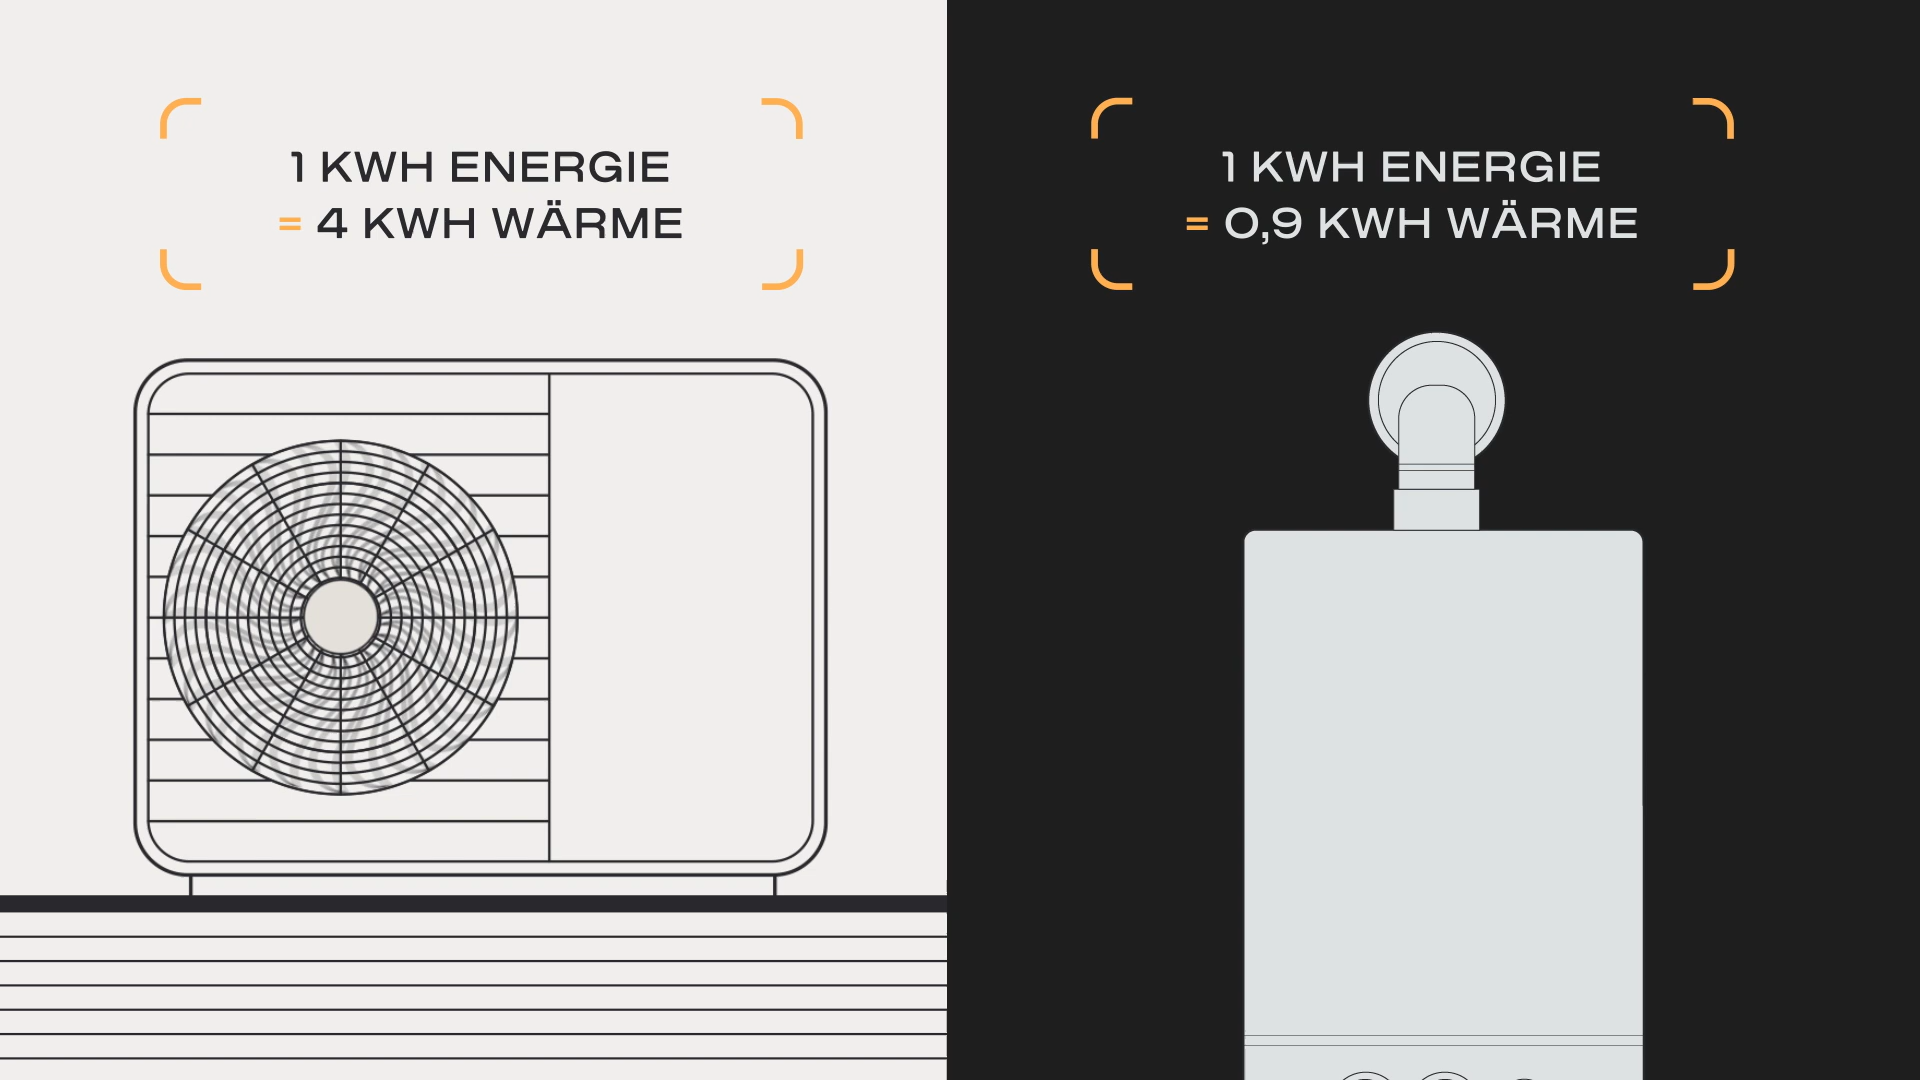 1 KWH ENERGIE
= 4 KWH WÄRME
1 KWH ENERGIE
= 0,9 KWH WÄRME